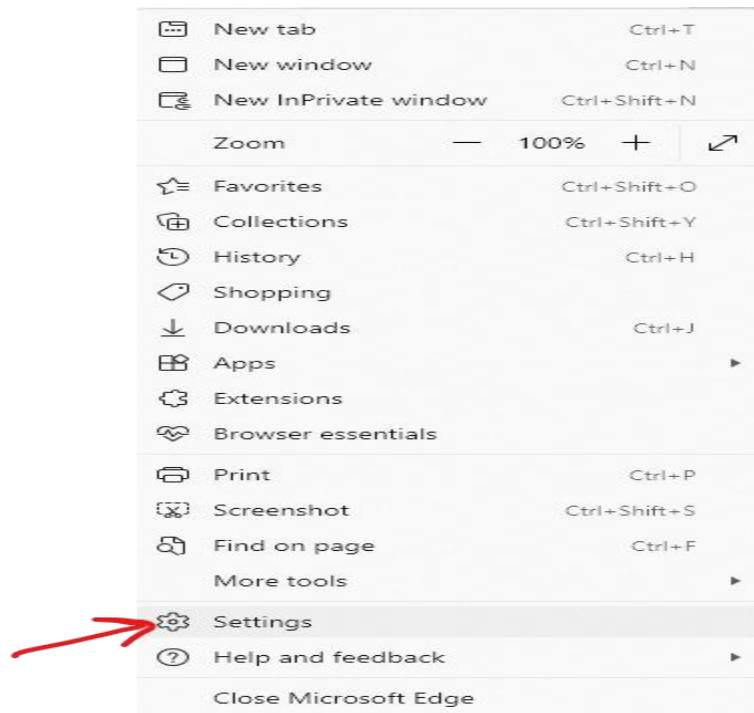 New tab Ctrl+T
New window Ctrl+N
New InPrivate window Ctrl+Shift+N
Zoom — 100% +
Favorites Ctrl+Shift+O
Collections Ctrl+Shift+Y
History Ctrl+H
Shopping
Downloads Ctrl+J
Apps
Extensions
Browser essentials
Print Ctrl+P
Screenshot Ctrl+Shift+S
Find on page Ctrl+F
More tools
Settings
Help and feedback
Close Microsoft Edge